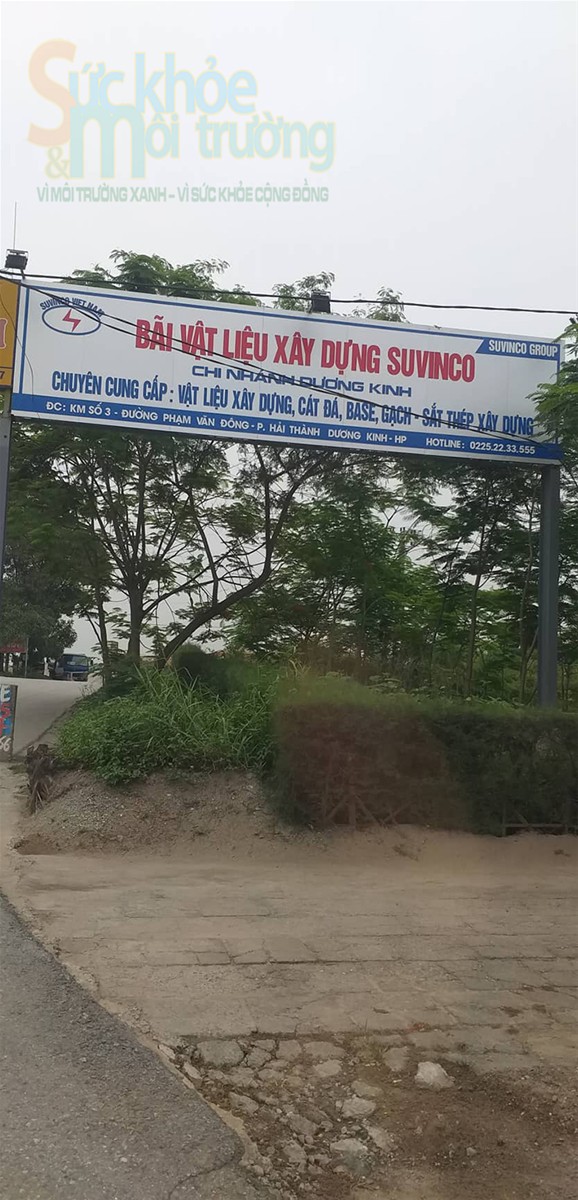 Sức khỏe
& Môi trường
VÌ MÔI TRƯỜNG XANH - VÌ SỨC KHỎE CỘNG ĐỒNG
SUVINCO VIET NAM
SUVINCO GROUP
BÃI VẬT LIỆU XÂY DỰNG SUVINCO
CHI NHÁNH DƯƠNG KINH
CHUYÊN CUNG CẤP : VẬT LIỆU XÂY DỰNG, CÁT ĐÁ, BASE, GẠCH - SẮT THÉP XÂY DỰNG
ĐC: KM SỐ 3 - ĐƯỜNG PHẠM VĂN ĐỒNG - P. HẢI THÀNH DƯƠNG KINH - HP HOTLINE: 0225.22.33.555